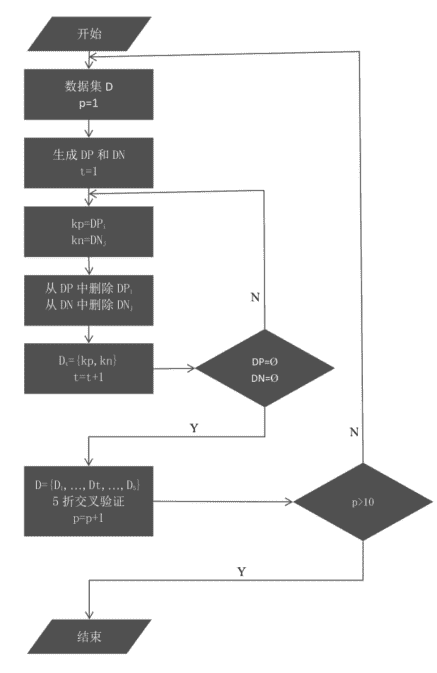 开始
数据集 D
p=1
生成 DP 和 DN
t=1
kp=DPᵢ
kn=DNⱼ
从 DP 中删除 DPᵢ
从 DN 中删除 DNⱼ
N
Dₜ={kp,kn}
t=t+1
DP=Ø
DN=Ø
Y
N
D={D₁,…,Dt,…,Dₕ}
5 折交叉验证
p=p+1
p>10
Y
结束